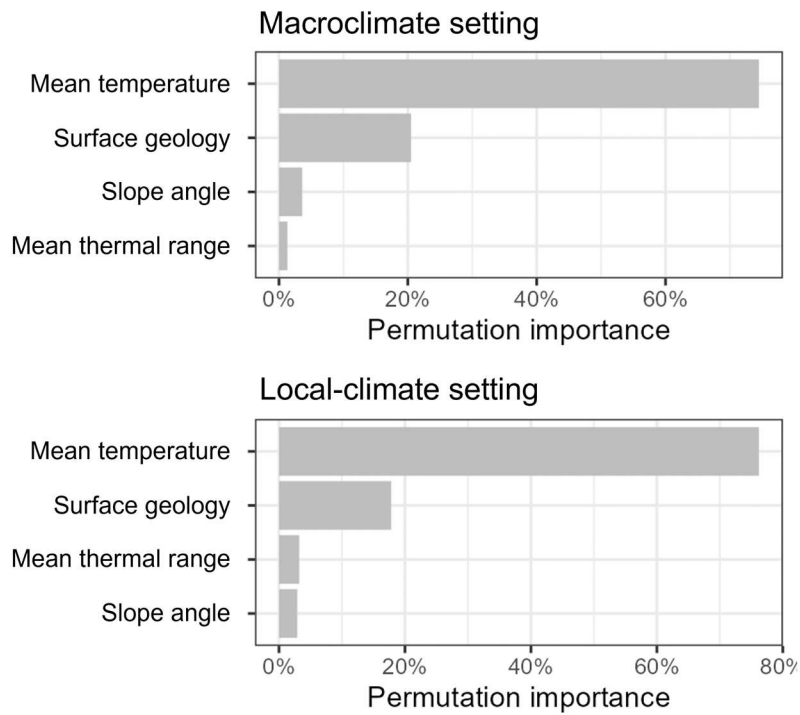 Macroclimate setting
Mean temperature
Surface geology
Slope angle
Mean thermal range
0% 20% 40% 60%
Permutation importance
Local-climate setting
Mean temperature
Surface geology
Mean thermal range
Slope angle
0% 20% 40% 60% 80%
Permutation importance